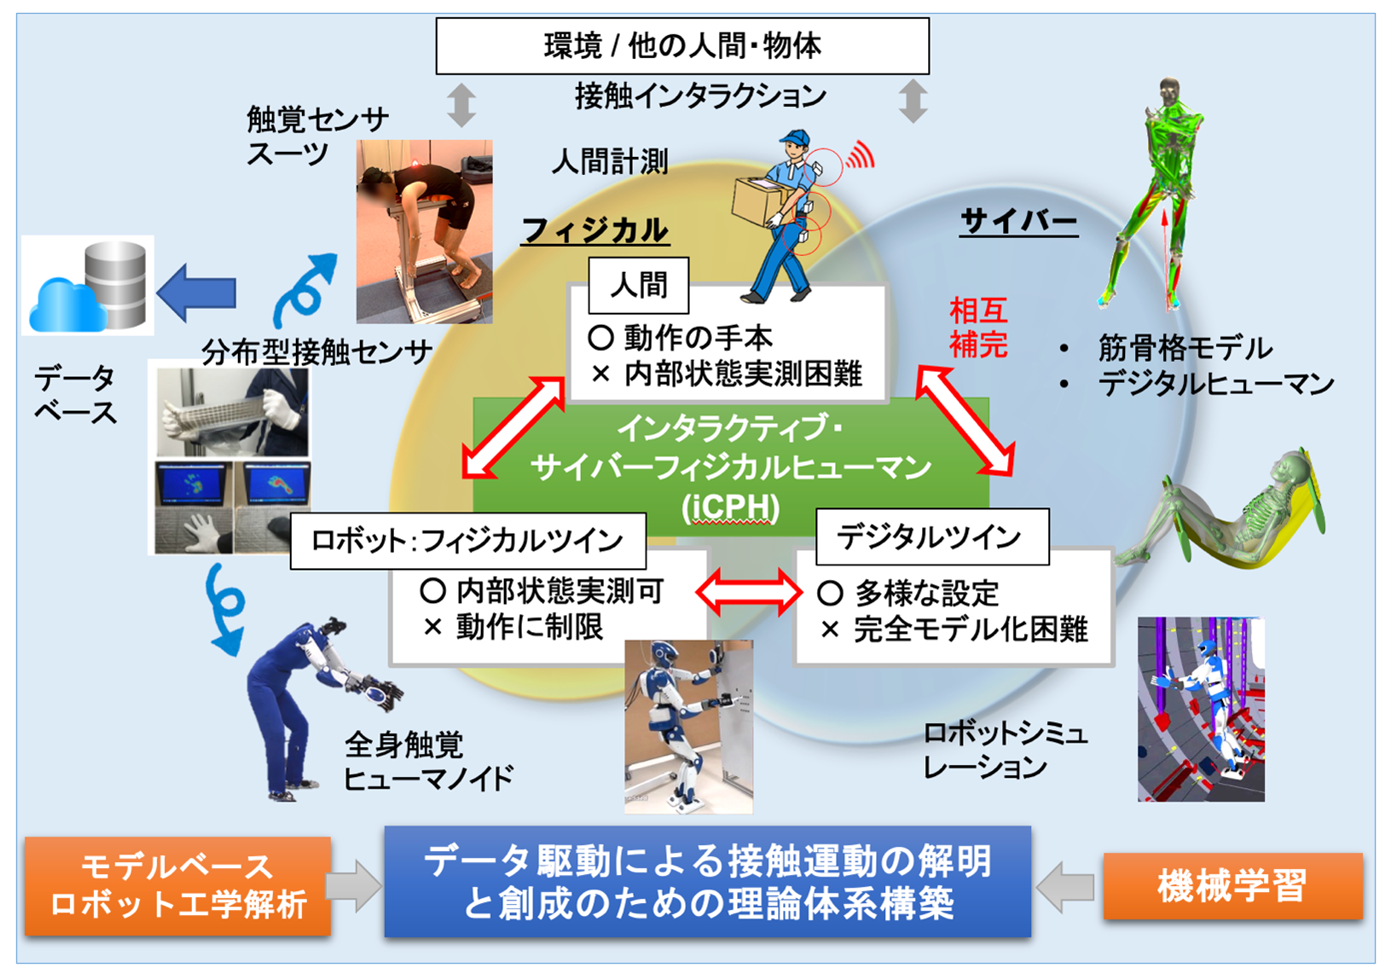 環境 / 他の人間・物体
接触インタラクション
触覚センサ
スーツ
人間計測
フィジカル
サイバー
人間
○ 動作の手本
× 内部状態実測困難
相互
補完
• 筋骨格モデル
• デジタルヒューマン
分布型接触センサ
データ
ベース
インタラクティブ・
サイバーフィジカルヒューマン
(iCPH)
ロボット：フィジカルツイン
○ 内部状態実測可
× 動作に制限
デジタルツイン
○ 多様な設定
× 完全モデル化困難
全身触覚
ヒューマノイド
ロボットシミュ
レーション
モデルベース
ロボット工学解析
データ駆動による接触運動の解明
と創成のための理論体系構築
機械学習